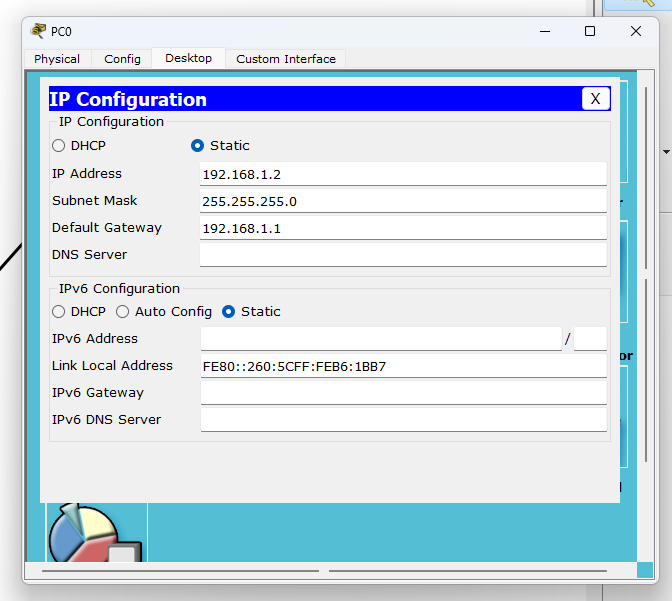 PC0
Physical Config Desktop Custom Interface
IP Configuration
X
IP Configuration
DHCP Static
IP Address 192.168.1.2
Subnet Mask 255.255.255.0
Default Gateway 192.168.1.1
DNS Server
IPv6 Configuration
DHCP Auto Config Static
IPv6 Address /
Link Local Address FE80::260:5CFF:FEB6:1BB7
IPv6 Gateway
IPv6 DNS Server